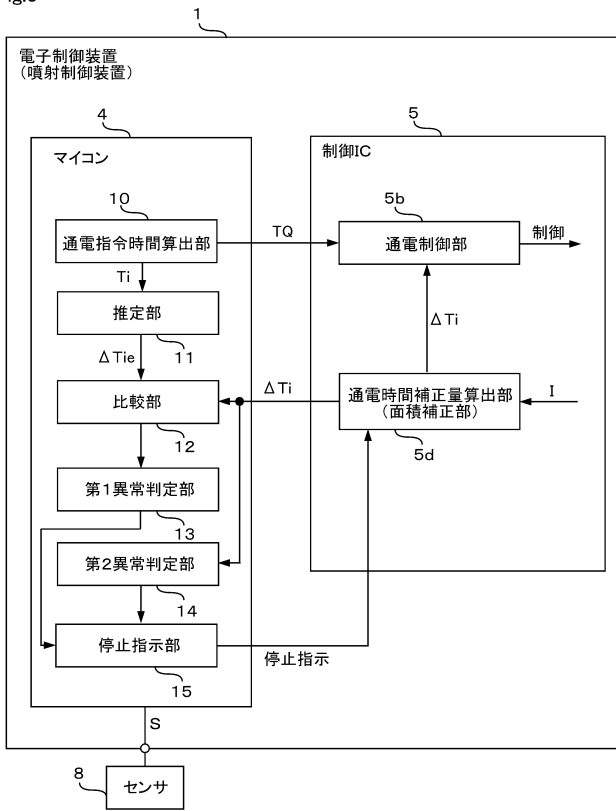 1
電子制御装置
（噴射制御装置）
4
マイコン
5
制御IC
10
通電指令時間算出部
TQ
5b
通電制御部
制御
Ti
推定部
11
ΔTi
ΔTie
比較部
12
ΔTi
通電時間補正量算出部
（面積補正部）
I
5d
第1異常判定部
13
第2異常判定部
14
停止指示部
15
停止指示
S
8
センサ